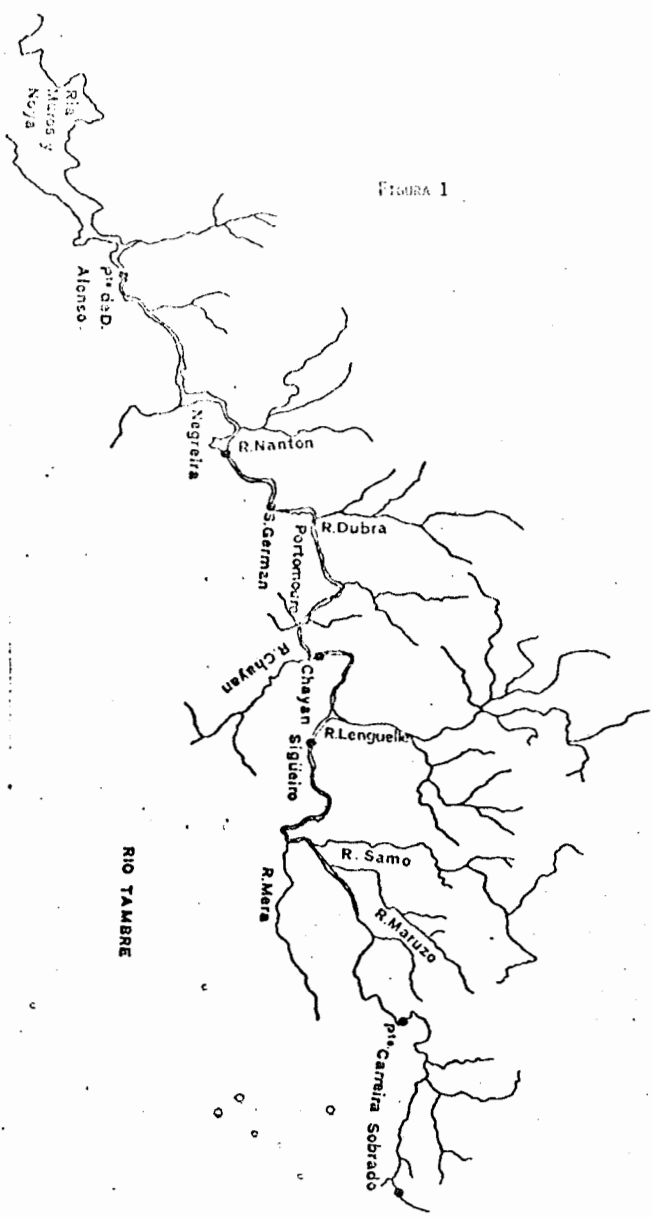 FIGURA 1
Ria
Muros y
Noya
Pte de D.
Alonso
Negreira
R.Nanton
S.German
R.Dubra
Portomouro
R.Chayan
Chayan
Sigüeiro
R.Lenguelle
R. Samo
R.Mera
R.Maruzo
Pte. Carreira
Sobrado
RIO TAMBRE